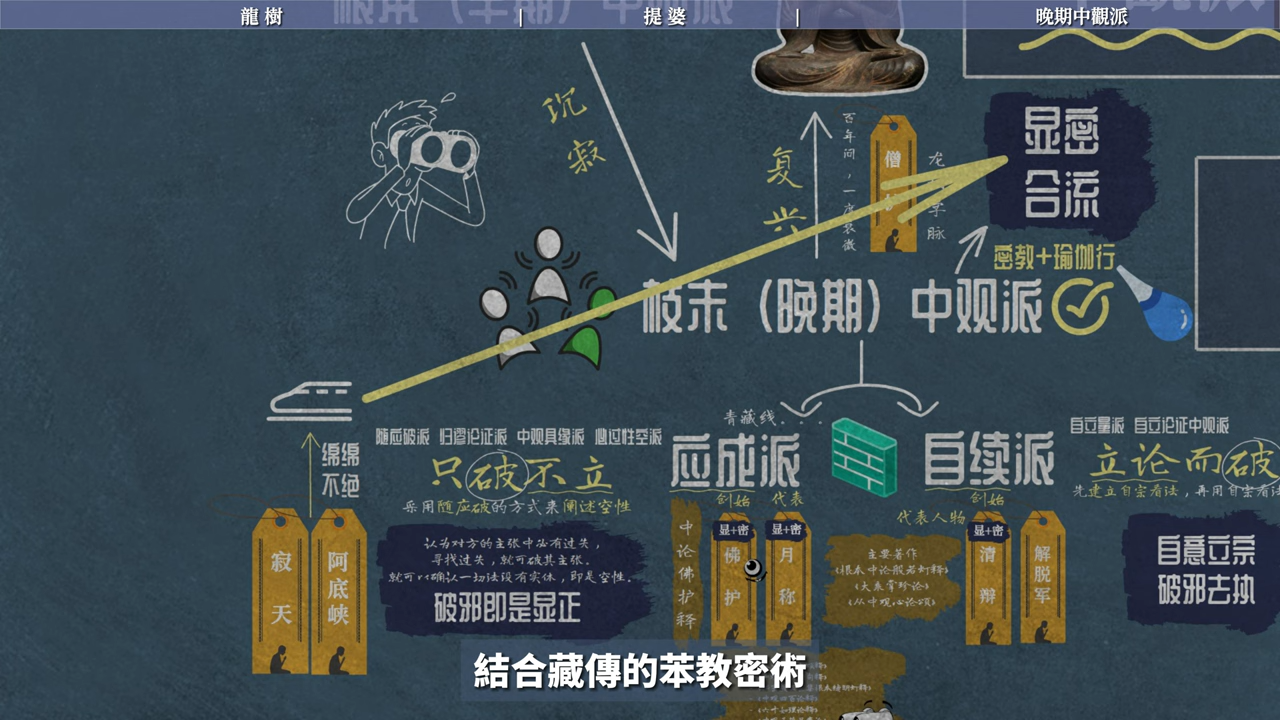 龍樹 | 提婆 | 晚期中觀派
沉寂
复兴
百年间，一度衰微
僧
显密
合流
密教+瑜伽行
枝末（晚期）中观派
绵绵
不绝
随应破派 归谬论证派 中观具缘派 心过性空派
只破不立
采用随应破的方式来阐述空性
青藏线...
应成派
创始
代表
自续派
创始
代表人物
自立量派 自立论证中观派
立论而破
先建立自宗看法，再用自宗看法
寂天
阿底峡
认为对方的主张中必有过失，
寻找过失，就可破其主张。
就可以确认一切法没有实体，即是空性。
破邪即是显正
中论佛护释
显+密
佛护
显+密
月称
主要著作
《根本中论般若灯释》
《大乘掌珍论》
《从中观心论颂》
显+密
清辩
解脱军
自意立宗
破邪去执
結合藏傳的苯教密術